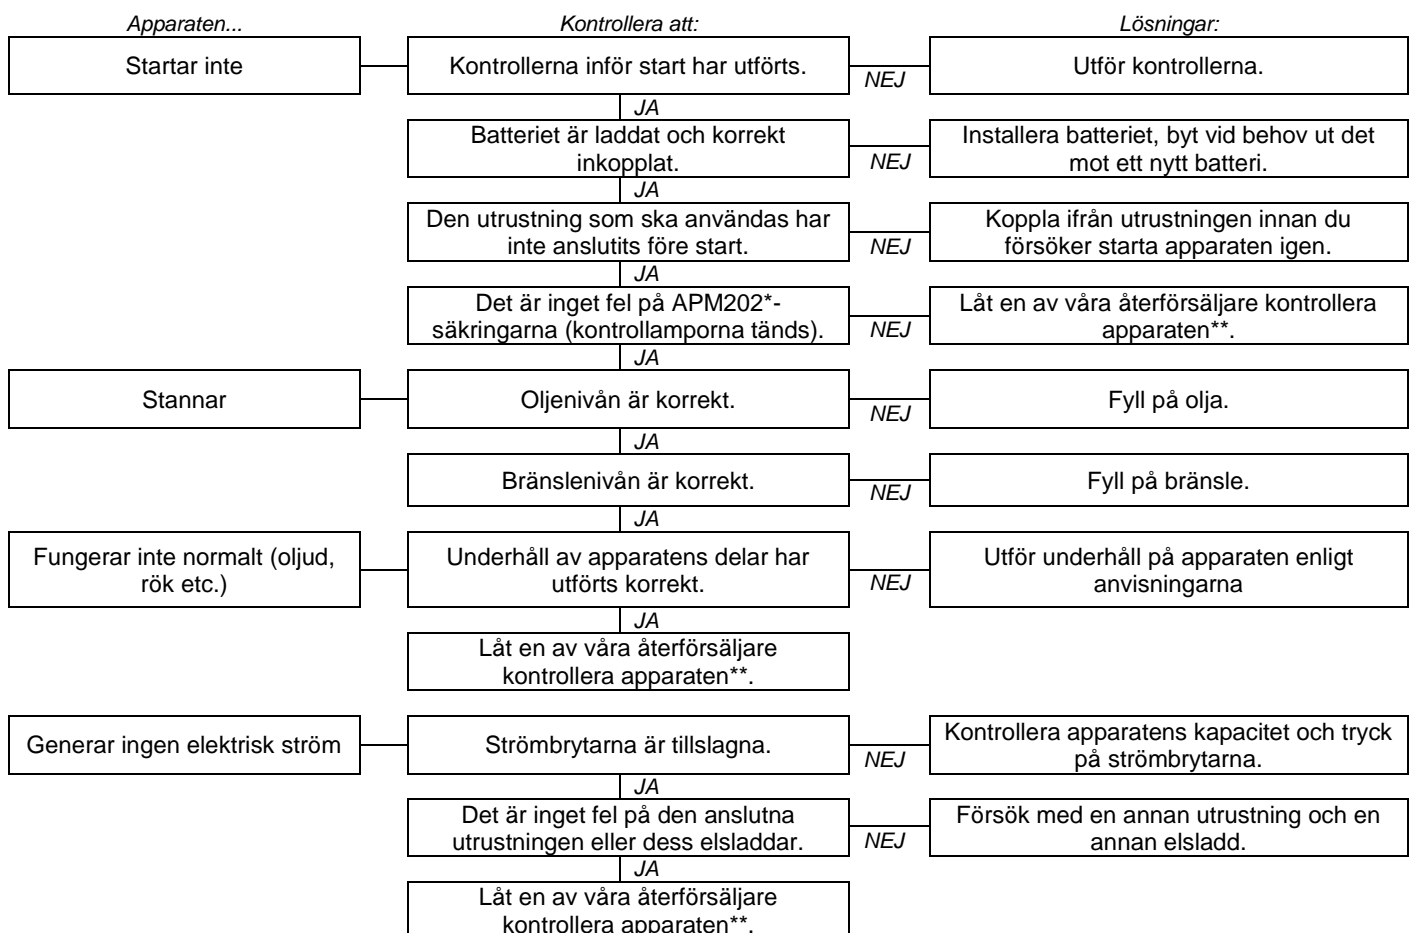 Apparaten... Kontrollera att: Lösningar:
Startar inte Kontrollerna inför start har utförts. NEJ Utför kontrollerna.
JA
Batteriet är laddat och korrekt
inkopplat.
NEJ
Installera batteriet, byt vid behov ut det
mot ett nytt batteri.
JA
Den utrustning som ska användas har
inte anslutits före start.
NEJ
Koppla ifrån utrustningen innan du
försöker starta apparaten igen.
JA
Det är inget fel på APM202*-
säkringarna (kontrollamporna tänds).
NEJ
Låt en av våra återförsäljare kontrollera
apparaten**.
JA
Stannar Oljenivån är korrekt. NEJ Fyll på olja.
JA
Bränslenivån är korrekt. NEJ Fyll på bränsle.
JA
Fungerar inte normalt (oljud,
rök etc.)
Underhåll av apparatens delar har
utförts korrekt.
NEJ
Utför underhåll på apparaten enligt
anvisningarna
JA
Låt en av våra återförsäljare
kontrollera apparaten**.
Generar ingen elektrisk ström Strömbrytarna är tillslagna. NEJ
Kontrollera apparatens kapacitet och tryck
på strömbrytarna.
JA
Det är inget fel på den anslutna
utrustningen eller dess elsladdar.
NEJ
Försök med en annan utrustning och en
annan elsladd.
JA
Låt en av våra återförsäljare
kontrollera apparaten**.